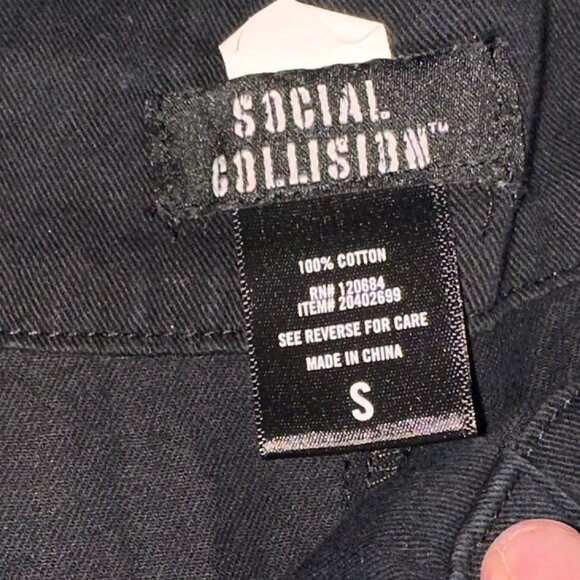 SOCIAL
COLLISION™
100% COTTON
RN# 120684
ITEM# 20402699
SEE REVERSE FOR CARE
MADE IN CHINA
S